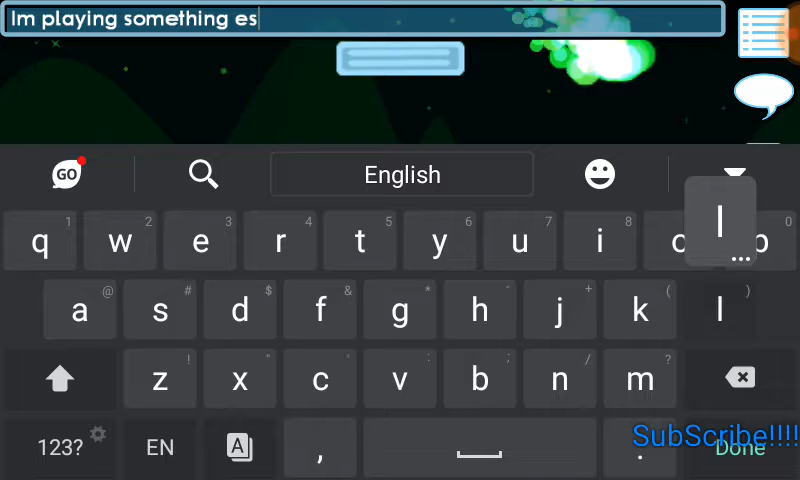 Im playing something es
GO
English
l
...
q 1 w 2 e 3 r 4 t 5 y 6 u 7 i 8 o p 0
a @ s # d $ f & g * h - j + k ( l )
z ! x " c ' v : b ; n / m ?
123? EN A , . Done
SubScribe!!!!